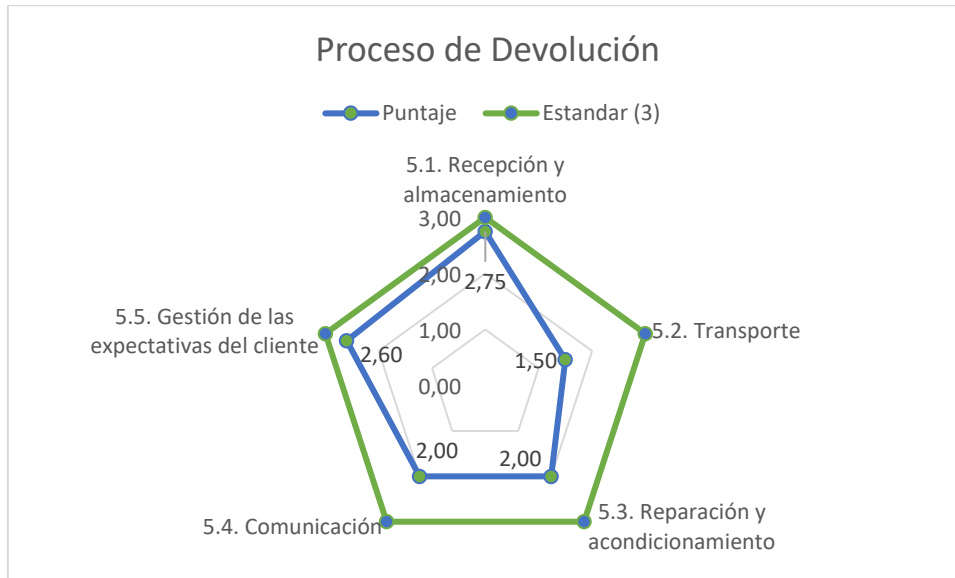 Proceso de Devolución
Puntaje
Estandar (3)
5.1. Recepción y
almacenamiento
3,00
2,00
2,75
5.5. Gestión de las
expectativas del cliente
1,00
2,60
1,50
5.2. Transporte
0,00
2,00
2,00
5.4. Comunicación
5.3. Reparación y
acondicionamiento